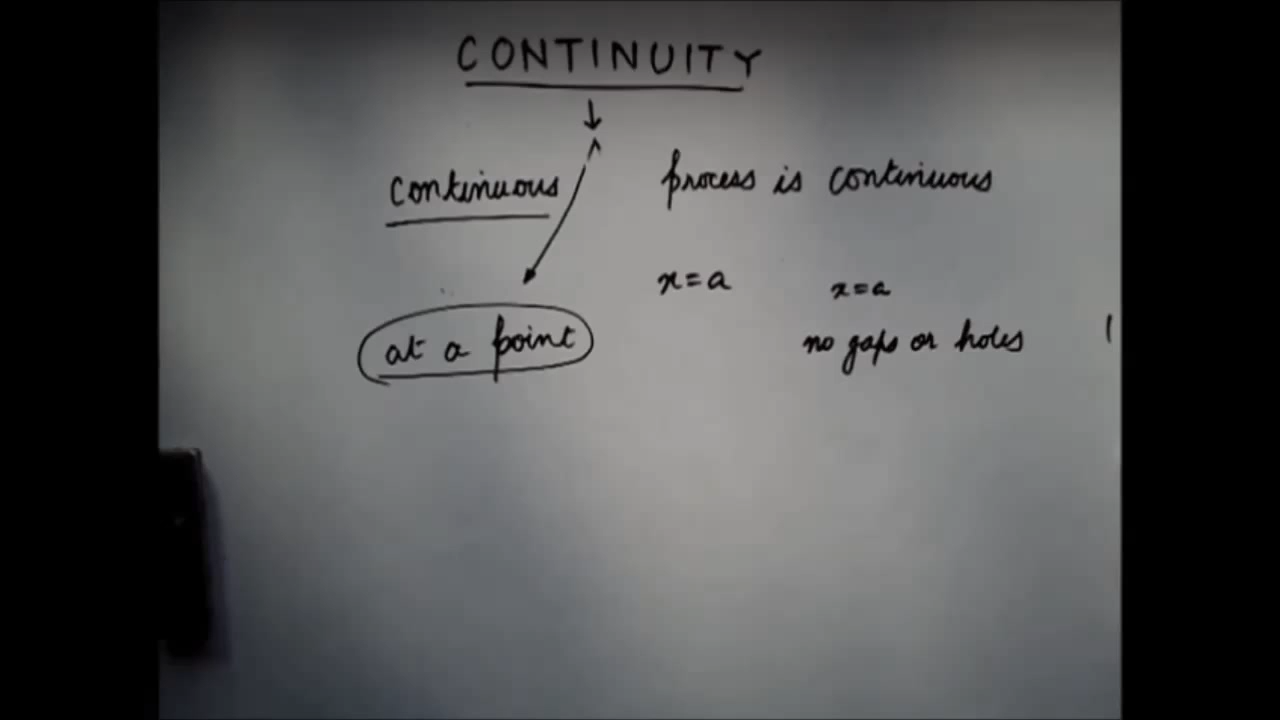 CONTINUITY
continuous process is continuous
x=a x=a
at a point no gaps or holes